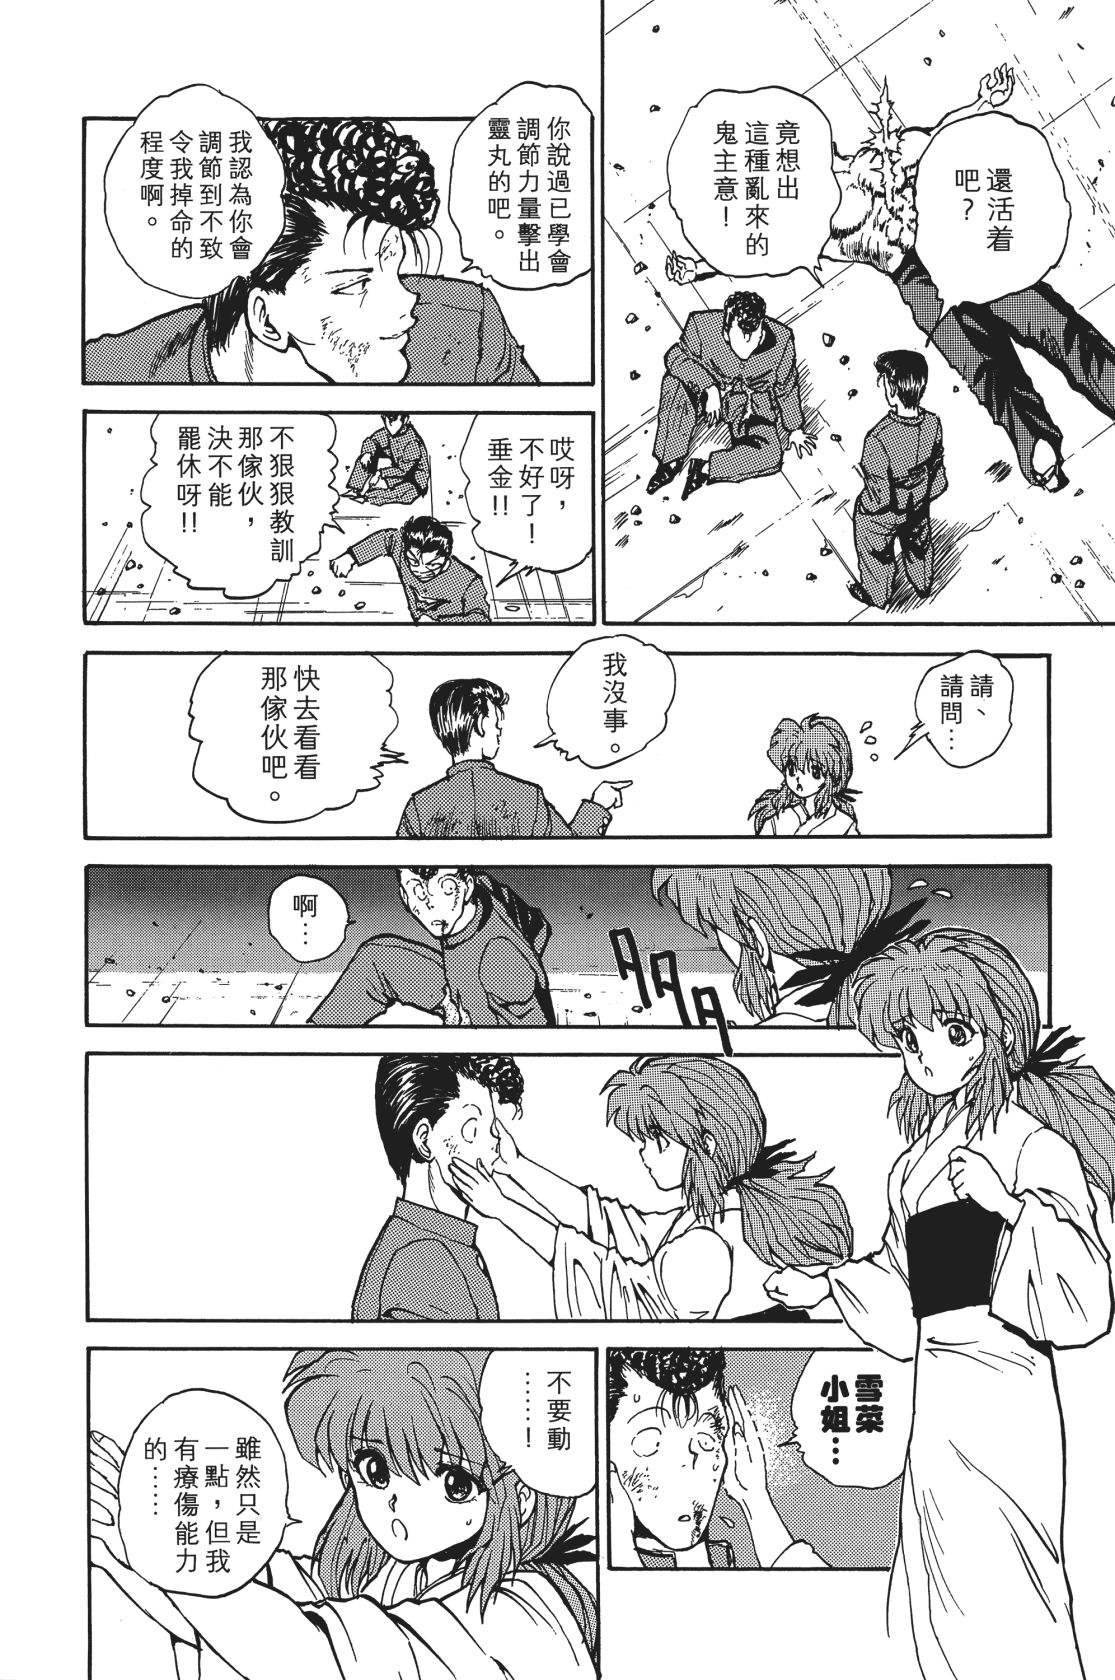 還活着
吧？
竟想出
這種亂來的
鬼主意！
你說過已學會
調節力量擊出
靈丸的吧。
我認為你會
調節到不致
令我掉命的
程度啊。
哎呀，
不好了！
垂金!!
不狠狠教訓
那傢伙，
決不能
罷休呀!!
請、
請問…
我沒事。
快去看看
那傢伙吧。
啊…
雪菜
小姐…
不要動
……!
雖然只是
一點，但我
有療傷能力
的……